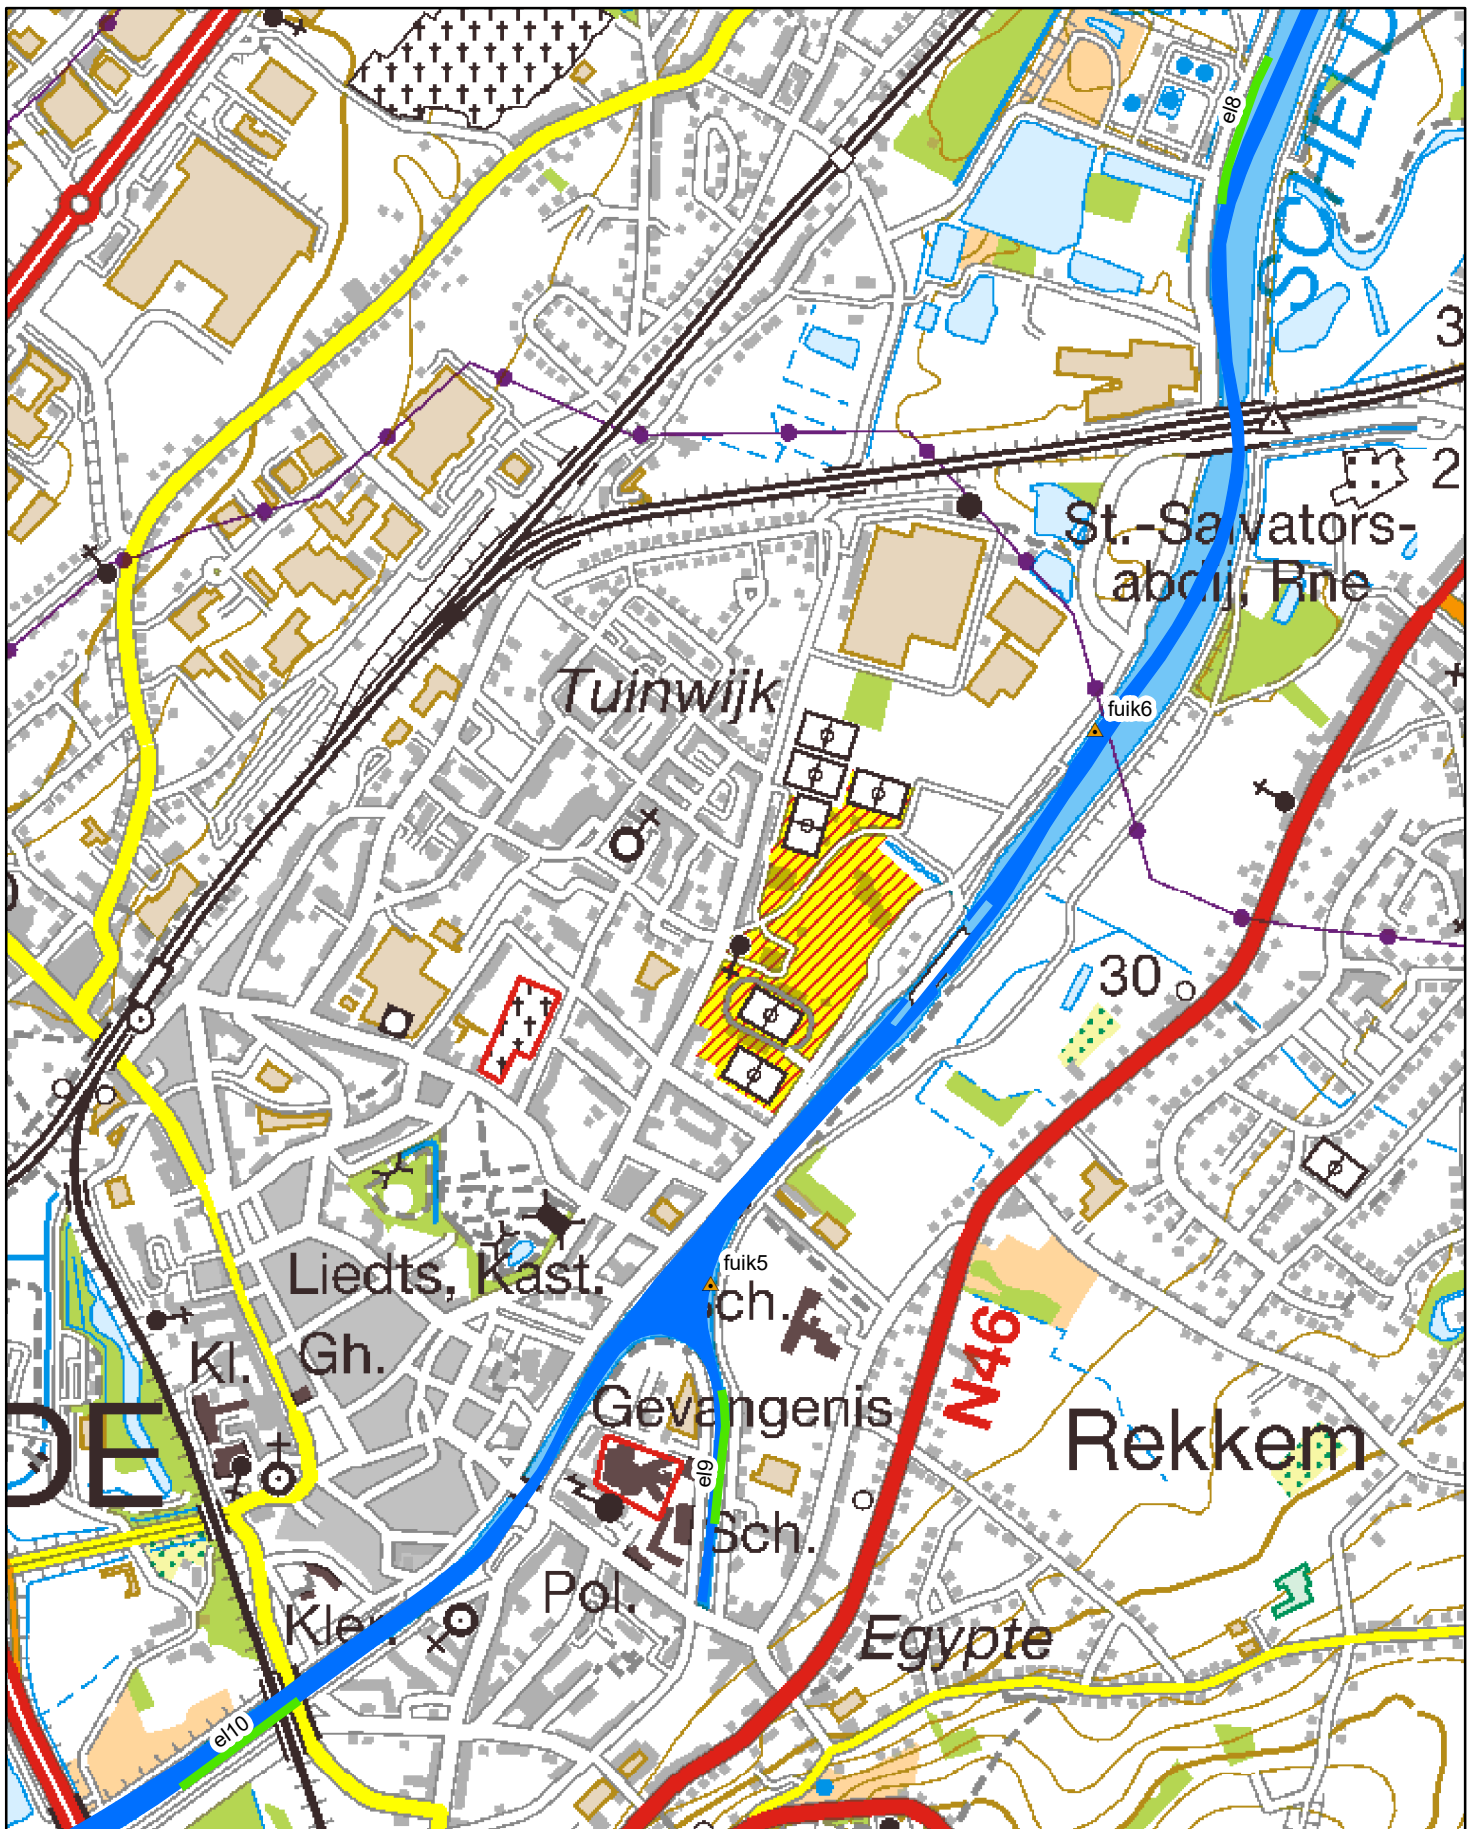 el8
SCHELD
3
2
St.-Salvators-
abdij, Rne
Tuinwijk
fuik6
30
fuik5
Sch.
Liedts, Kast.
Gh.
Kl.
N46
Gevangenis
Rekkem
DE
el9
Sch.
Pol.
Kler.
Egypte
el10